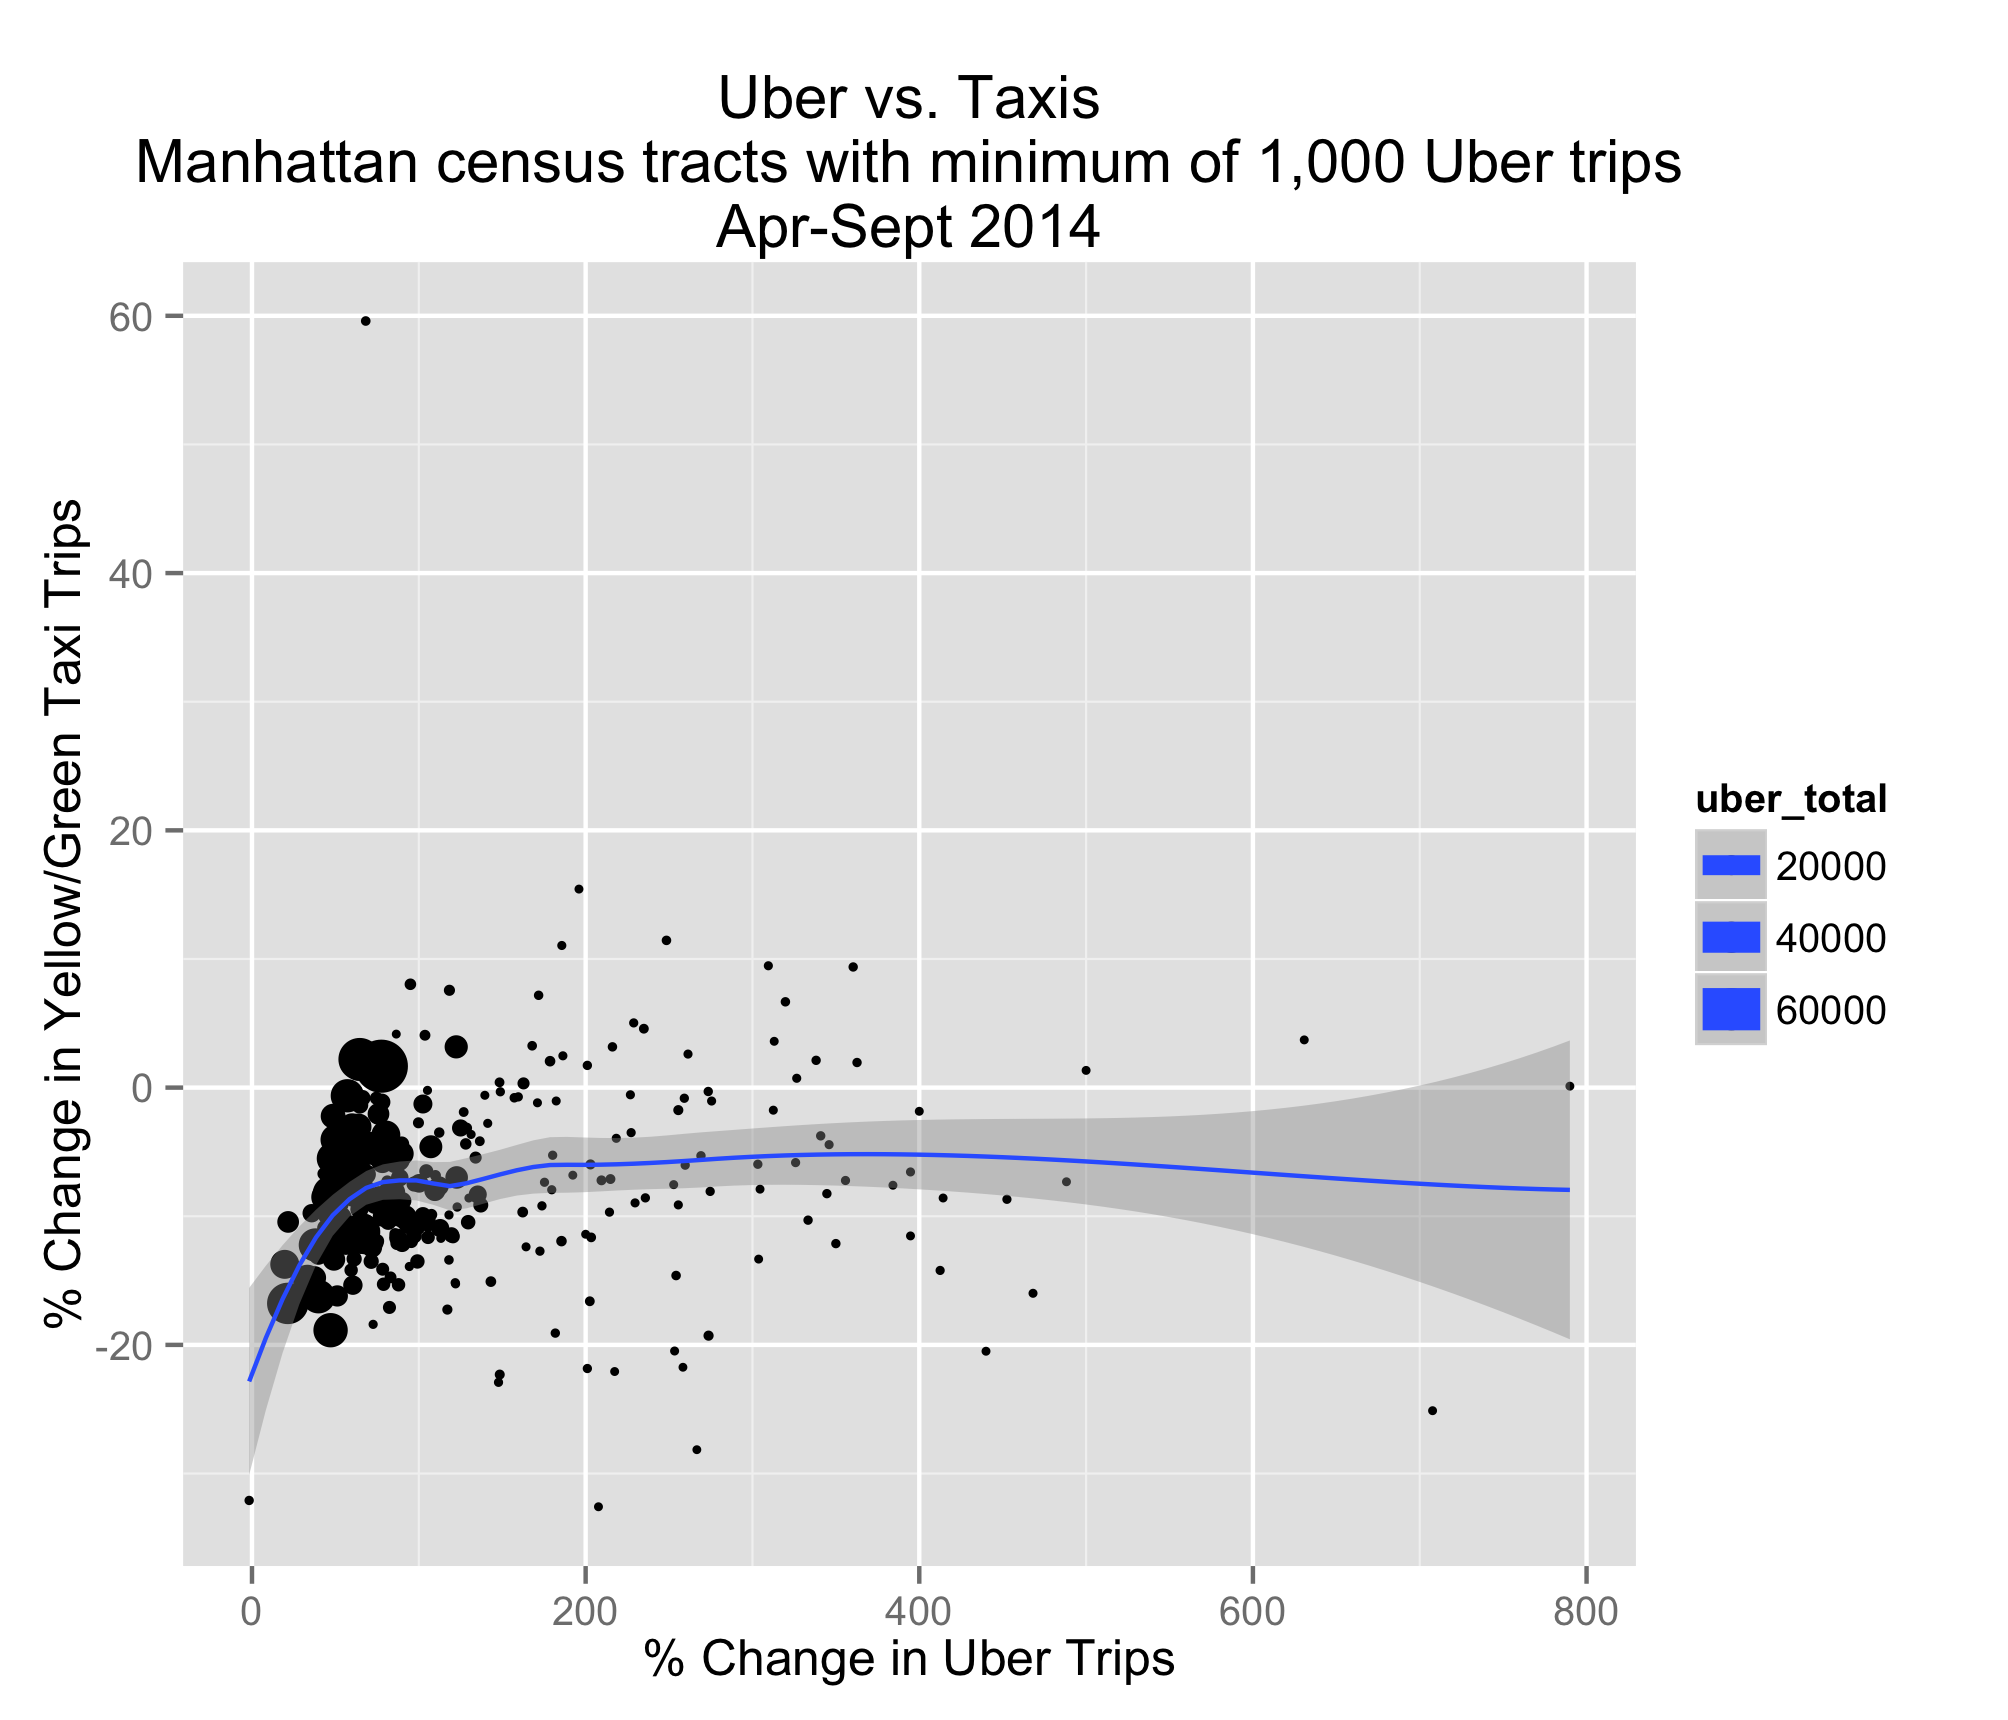 Uber vs. Taxis
Manhattan census tracts with minimum of 1,000 Uber trips
Apr-Sept 2014
% Change in Yellow/Green Taxi Trips
60
40
20
0
-20
0
200
400
600
800
% Change in Uber Trips
uber_total
20000
40000
60000